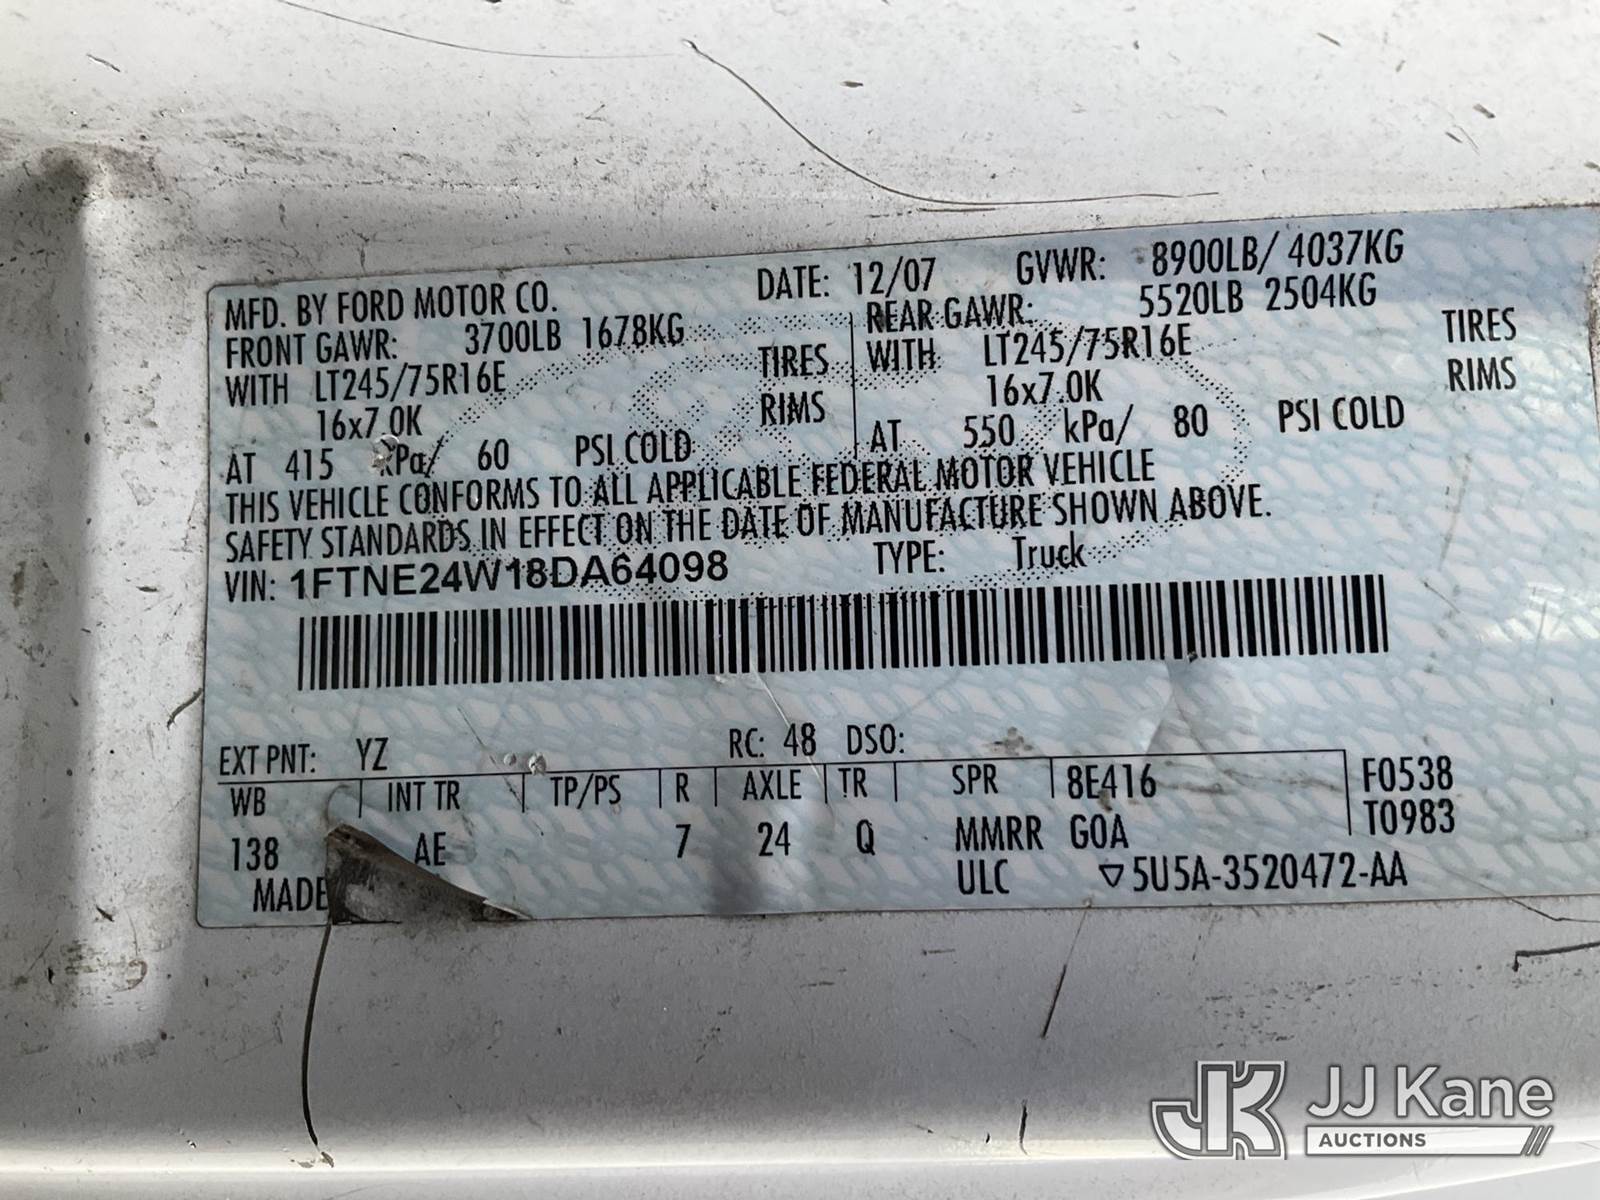 MFD. BY FORD MOTOR CO. DATE: 12/07 GVWR: 8900LB/ 4037KG
FRONT GAWR: 3700LB 1678KG REAR GAWR: 5520LB 2504KG
WITH LT245/75R16E TIRES WITH LT245/75R16E TIRES
16x7.0K RIMS 16x7.0K RIMS
AT 415 kPa/ 60 PSI COLD AT 550 kPa/ 80 PSI COLD
THIS VEHICLE CONFORMS TO ALL APPLICABLE FEDERAL MOTOR VEHICLE
SAFETY STANDARDS IN EFFECT ON THE DATE OF MANUFACTURE SHOWN ABOVE.
VIN: 1FTNE24W18DA64098 TYPE: Truck
EXT PNT: YZ RC: 48 DSO:
WB INT TR TP/PS R AXLE TR SPR 8E416 F0538
T0983
138 AE 7 24 Q MMRR GOA
MADE ULC 5U5A-3520472-AA
JK JJ Kane
AUCTIONS